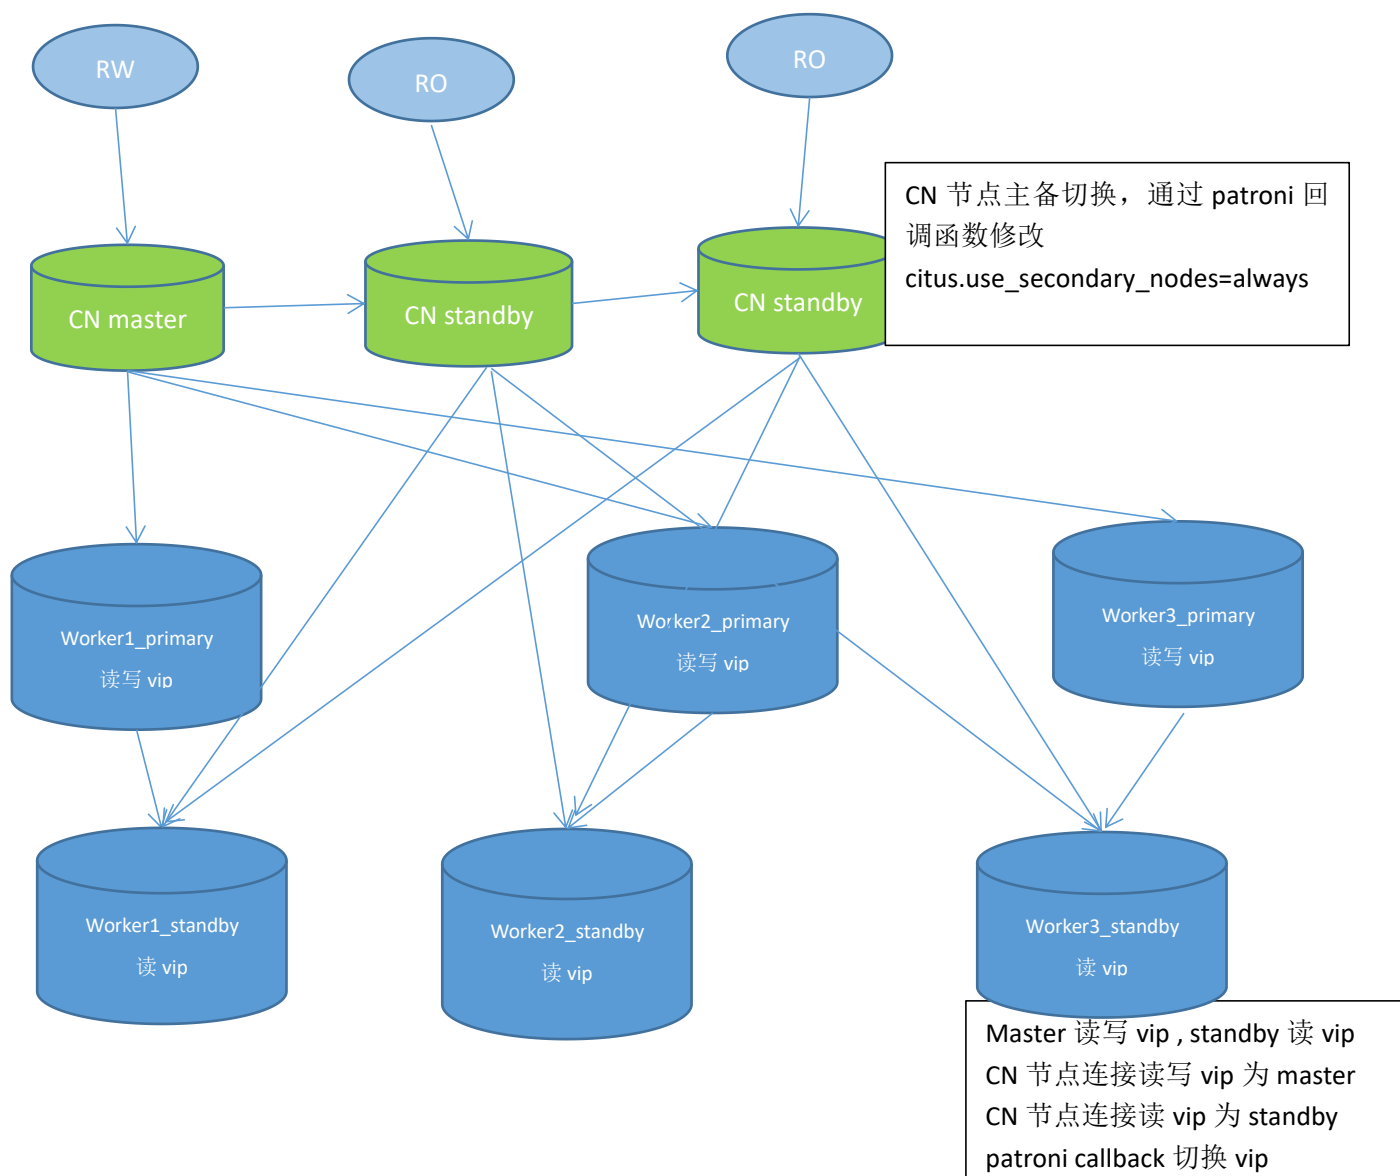 RW
RO
RO
CN 节点主备切换，通过 patroni 回
调函数修改
citus.use_secondary_nodes=always
CN master
CN standby
CN standby
Worker1_primary
读写 vip
Worker2_primary
读写 vip
Worker3_primary
读写 vip
Worker1_standby
读 vip
Worker2_standby
读 vip
Worker3_standby
读 vip
Master 读写 vip , standby 读 vip
CN 节点连接读写 vip 为 master
CN 节点连接读 vip 为 standby
patroni callback 切换 vip